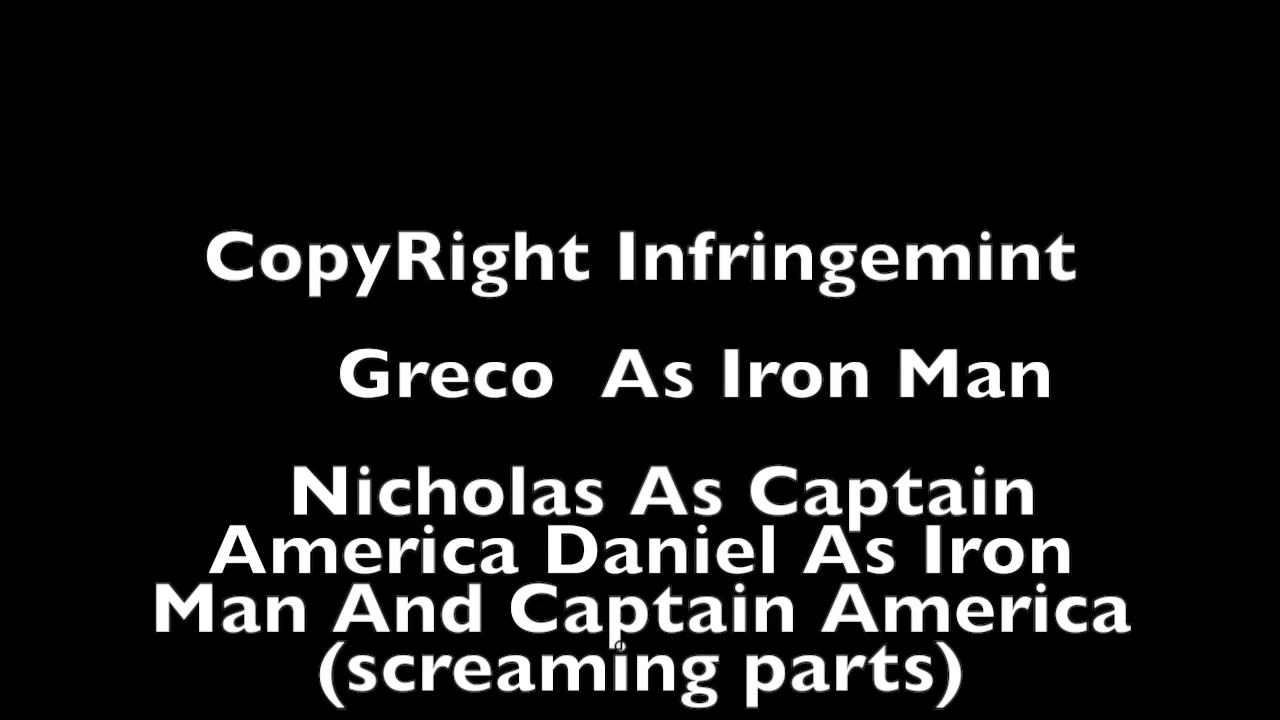 CopyRight Infringemint
Greco As Iron Man
Nicholas As Captain
America Daniel As Iron
Man And Captain America
(screaming parts)